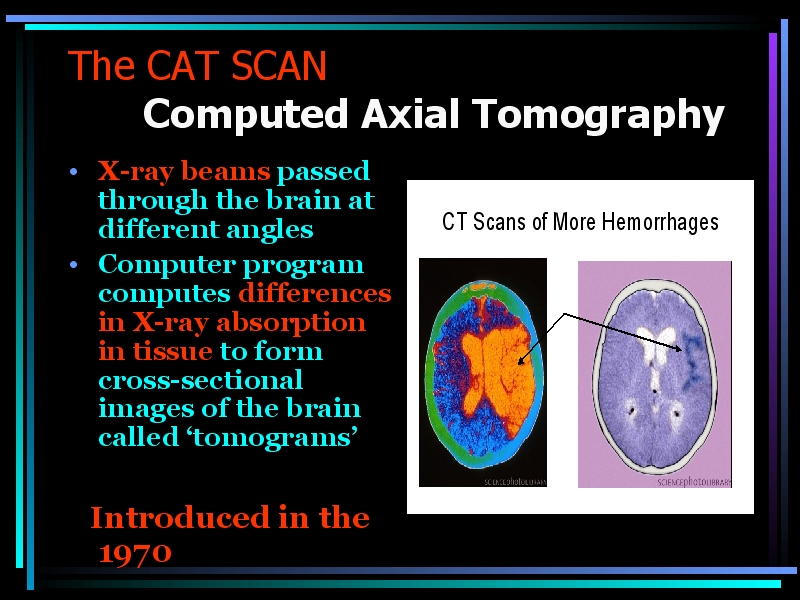 The CAT SCAN
Computed Axial Tomography
• X-ray beams passed
through the brain at
different angles
• Computer program
computes differences
in X-ray absorption
in tissue to form
cross-sectional
images of the brain
called ‘tomograms’
Introduced in the
1970
CT Scans of More Hemorrhages
SCIENCEphotoLIBRARY
SCIENCEphotoLIBRARY